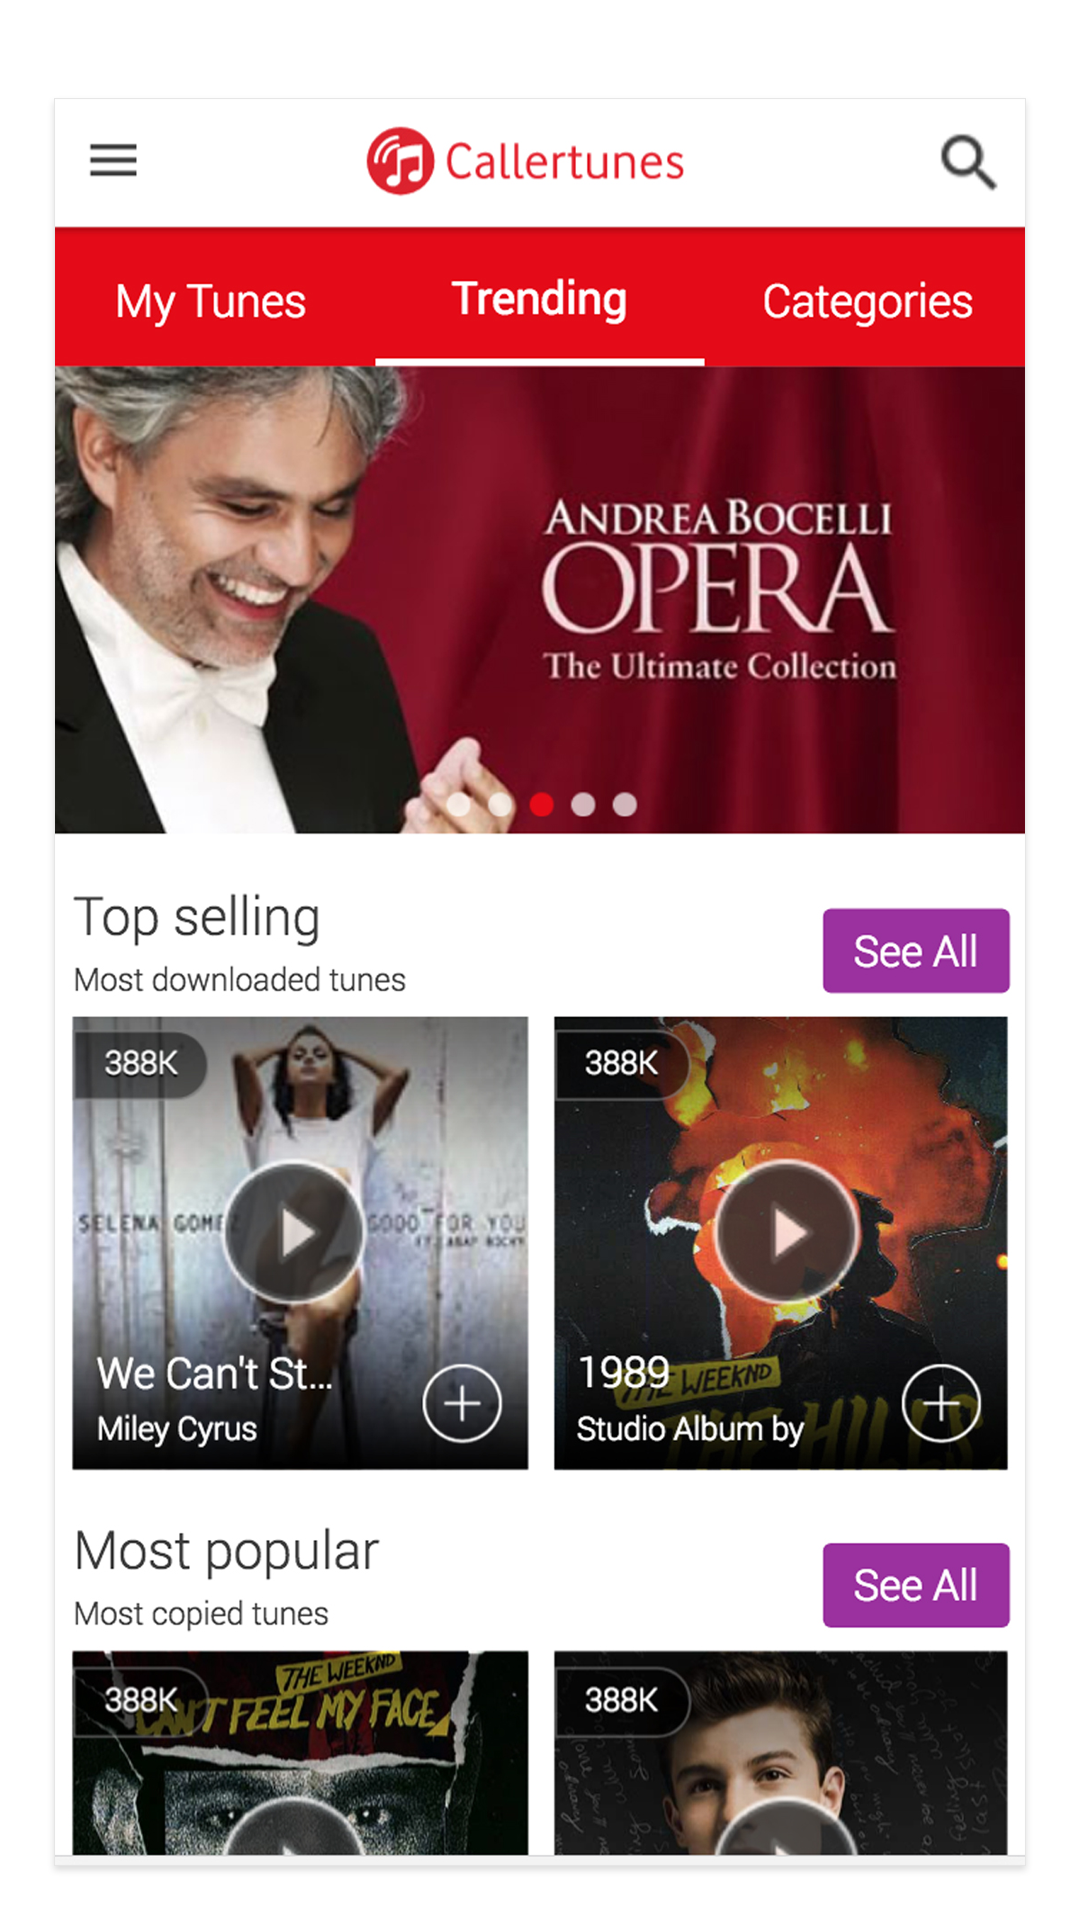 Callertunes
My Tunes
Trending
Categories
ANDREA BOCELLI
OPERA
The Ultimate Collection
Top selling
Most downloaded tunes
See All
388K
SELENA GOMEZ
GOOD FOR YOU
FT. A$AP ROCKY
We Can't St...
Miley Cyrus
388K
THE WEEKND
THE HILLS
1989
Studio Album by
Most popular
Most copied tunes
See All
388K
THE WEEKND
CAN'T FEEL MY FACE
388K